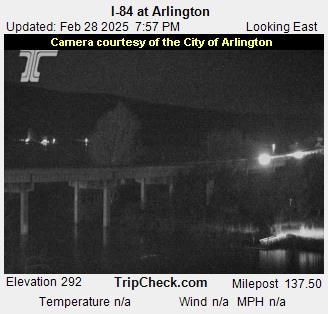 I-84 at Arlington
Updated: Feb 28 2025 7:57 PM Looking East
Camera courtesy of the City of Arlington
Elevation 292 TripCheck.com Milepost 137.50
Temperature n/a Wind n/a MPH n/a